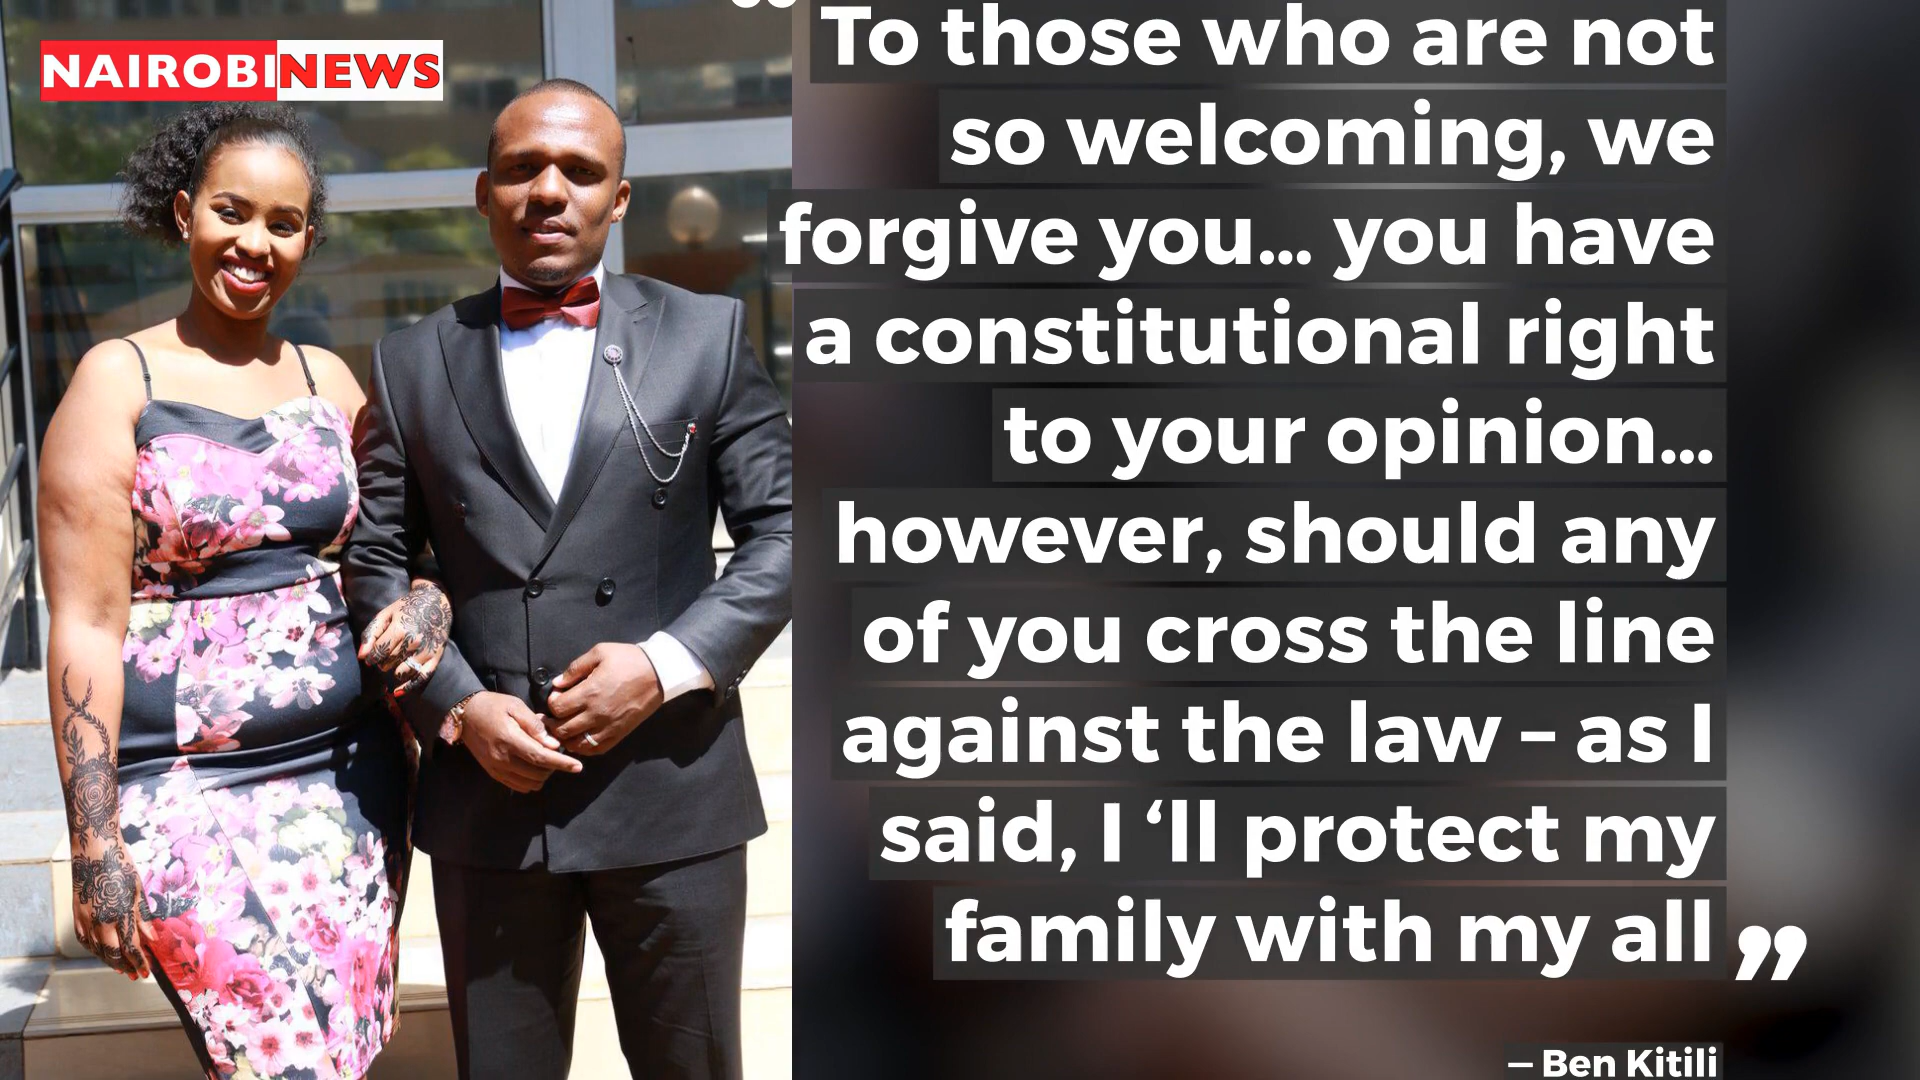 NAIROBINEWS
“
To those who are not
so welcoming, we
forgive you... you have
a constitutional right
to your opinion...
however, should any
of you cross the line
against the law – as I
said, I ‘ll protect my
family with my all ”
— Ben Kitili